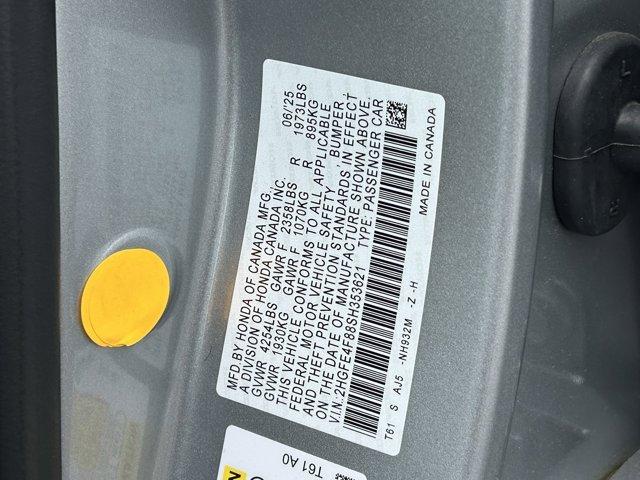 MFD.BY HONDA OF CANADA MFG. 06/'25
A DIVISION OF HONDA CANADA INC.
GVWR 4254LBS GAWR F 2358LBS R 1973LBS
GVWR 1930KG GAWR F 1070KG R 895KG
THIS VEHICLE CONFORMS TO ALL APPLICABLE
FEDERAL MOTOR VEHICLE SAFETY, BUMPER,
AND THEFT PREVENTION STANDARDS IN EFFECT
ON THE DATE OF MANUFACTURE SHOWN ABOVE.
V.I.N: 2HGFE4F88SH353621 TYPE: PASSENGER CAR
T61 S AJ5 -NH932M -Z -H
MADE IN CANADA
T61 A0
N